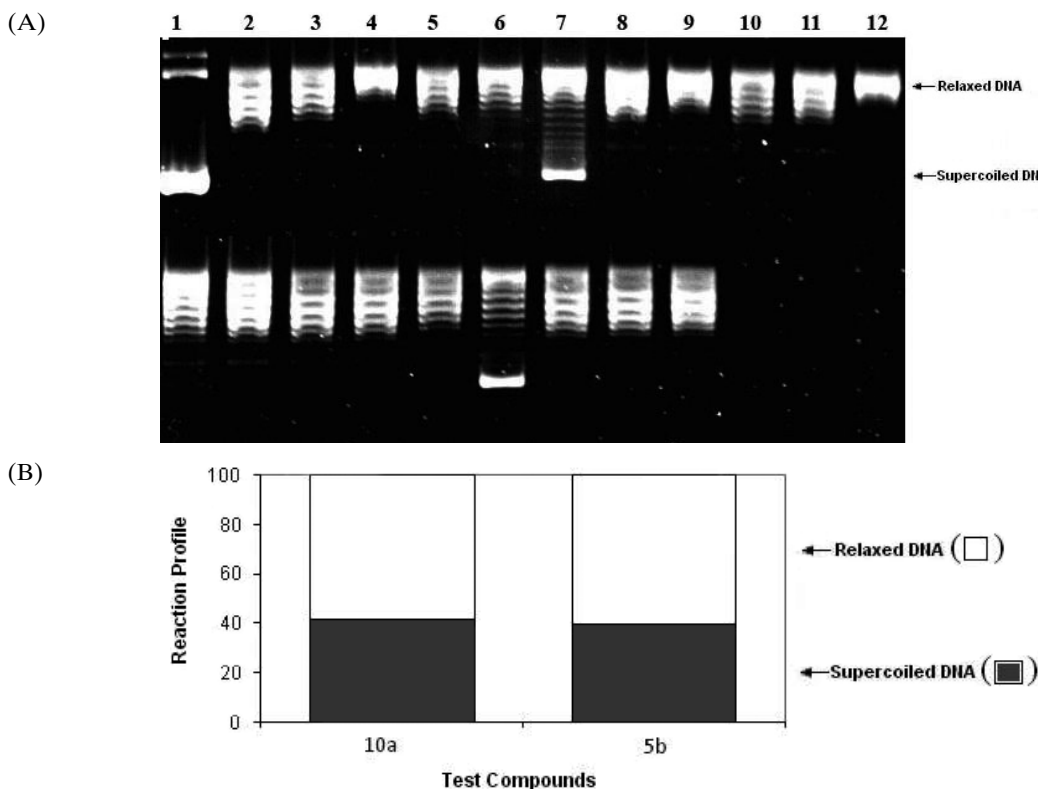 (A)
1 2 3 4 5 6 7 8 9 10 11 12
Relaxed DNA
Supercoiled DN
(B)
100
80
60
40
20
0
Reaction Profile
Relaxed DNA (□)
Supercoiled DNA (■)
10a 5b
Test Compounds